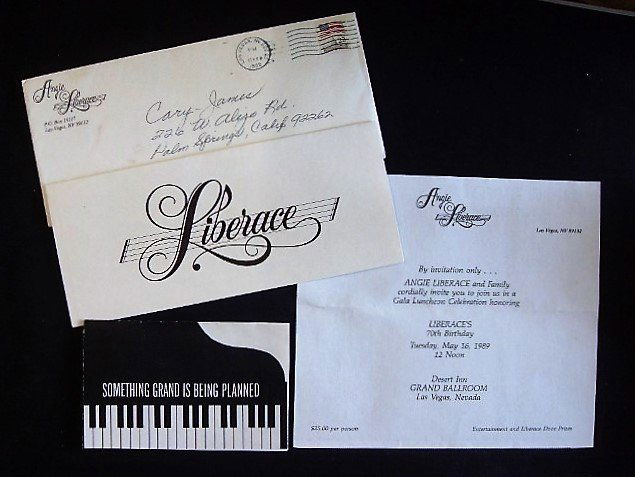 Angie
Liberace
P.O. Box
Las Vegas, NV 89132
Cary-James
226 W. Alejo Rd.
Palm Springs, Calif 92262
Liberace
SOMETHING GRAND IS BEING PLANNED
Angie
Liberace
Las Vegas, NV 89132
By invitation only . . .
ANGIE LIBERACE and Family
cordially invite you to join us in a
Gala Luncheon Celebration honoring
LIBERACE'S
70th Birthday
Tuesday, May 16, 1989
12 Noon
Desert Inn
GRAND BALLROOM
Las Vegas, Nevada
$25.00 per person
Entertainment and Liberace Door Prizes